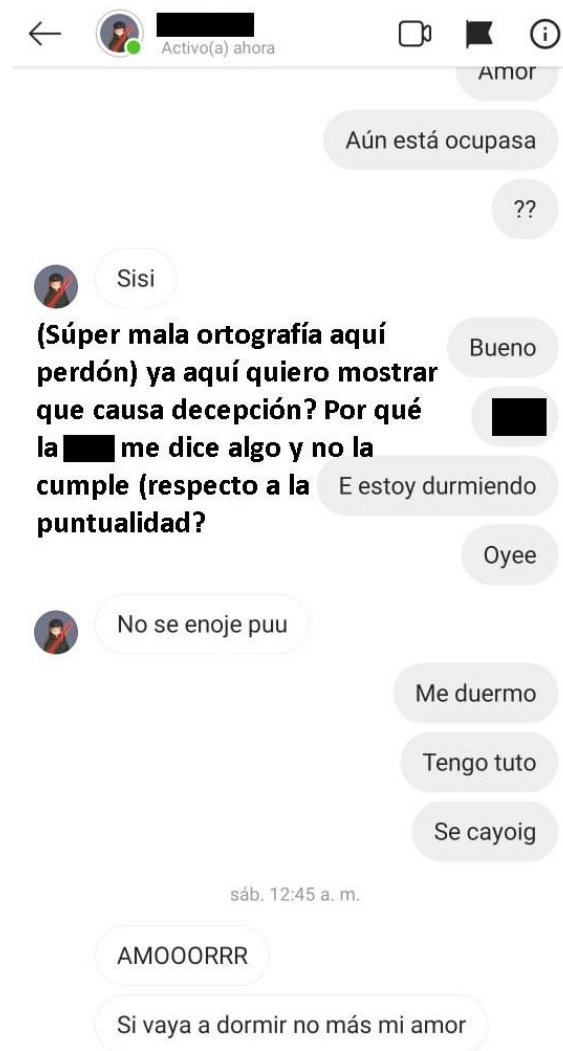 Activo(a) ahora
Amor
Aún está ocupasa
??
Sisi
(Súper mala ortografía aquí
perdón) ya aquí quiero mostrar
que causa decepción? Por qué
la me dice algo y no la
cumple (respecto a la
puntualidad?
Bueno
E estoy durmiendo
Oyee
No se enoje puu
Me duermo
Tengo tuto
Se cayoig
sáb. 12:45 a. m.
AMOOORRR
Si vaya a dormir no más mi amor